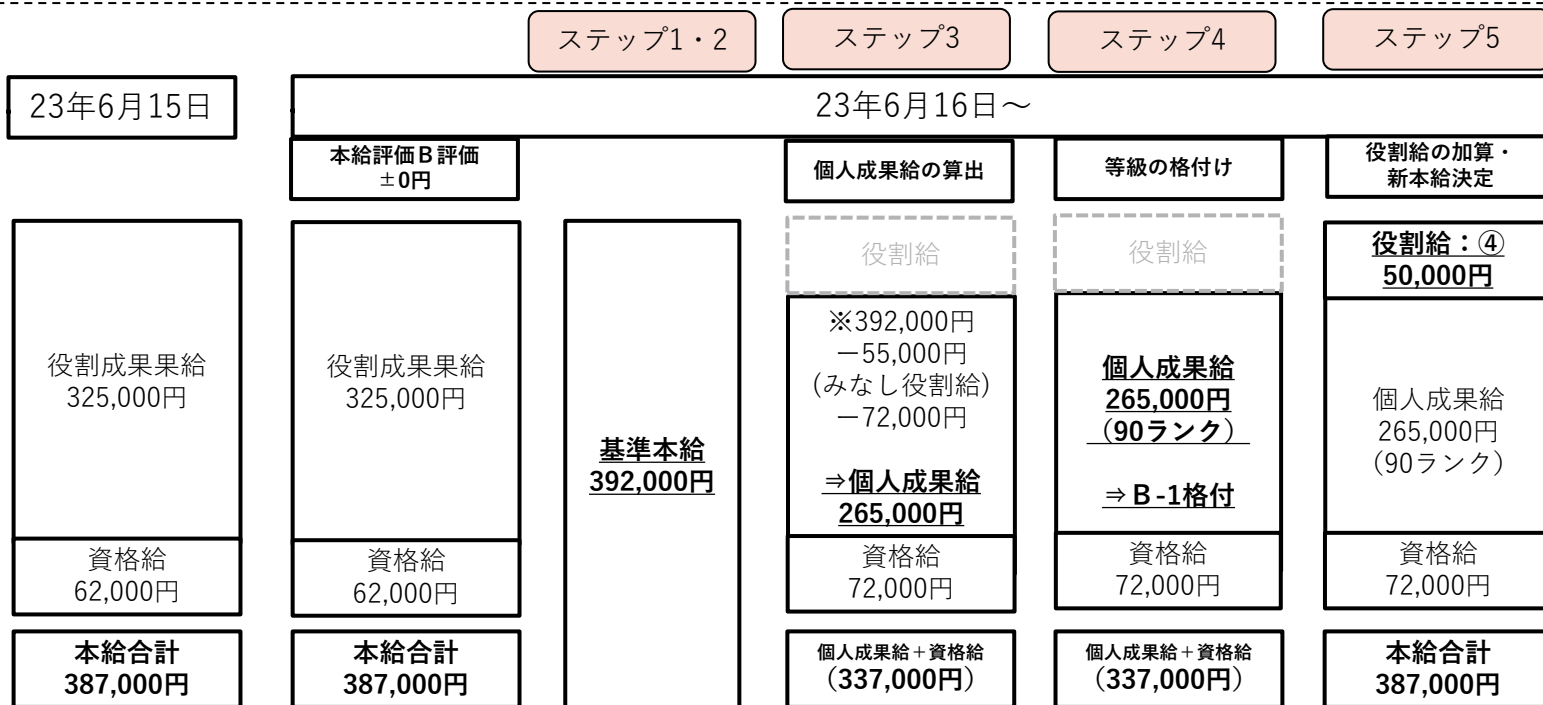 ステップ1・2
ステップ3
ステップ4
ステップ5
23年6月15日
23年6月16日～
本給評価Ｂ評価
±0円
個人成果給の算出
等級の格付け
役割給の加算・
新本給決定
役割成果果給
325,000円
資格給
62,000円
本給合計
387,000円
役割成果果給
325,000円
資格給
62,000円
本給合計
387,000円
基準本給
392,000円
役割給
※392,000円
－55,000円
(みなし役割給)
－72,000円
⇒個人成果給
265,000円
資格給
72,000円
個人成果給＋資格給
（337,000円）
役割給
個人成果給
265,000円
（90ランク）
⇒Ｂ-1格付
資格給
72,000円
個人成果給＋資格給
（337,000円）
役割給：④
50,000円
個人成果給
265,000円
(90ランク)
資格給
72,000円
本給合計
387,000円